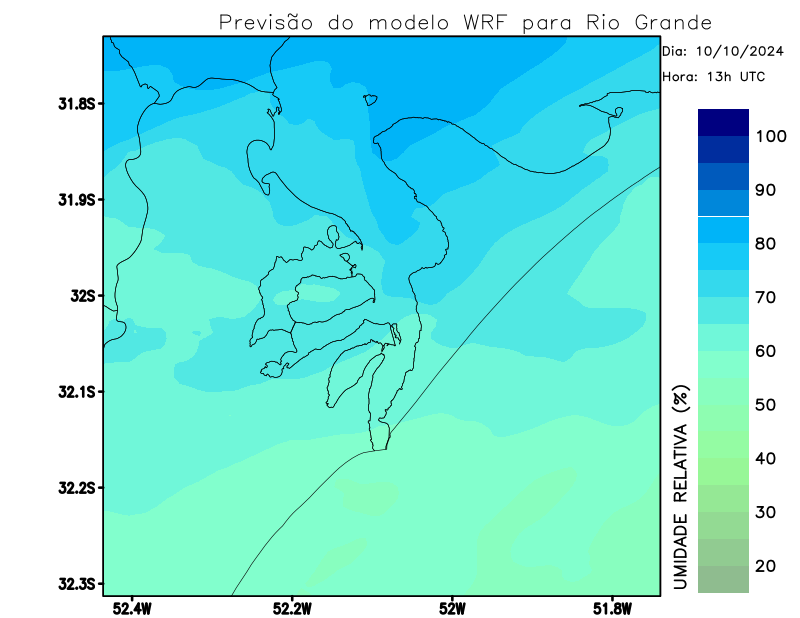 Previsão do modelo WRF para Rio Grande
Dia: 10/10/2024
Hora: 13h UTC
31.8S
31.9S
32S
32.1S
32.2S
32.3S
52.4W
52.2W
52W
51.8W
100
90
80
70
60
50
40
30
20
UMIDADE RELATIVA (%)